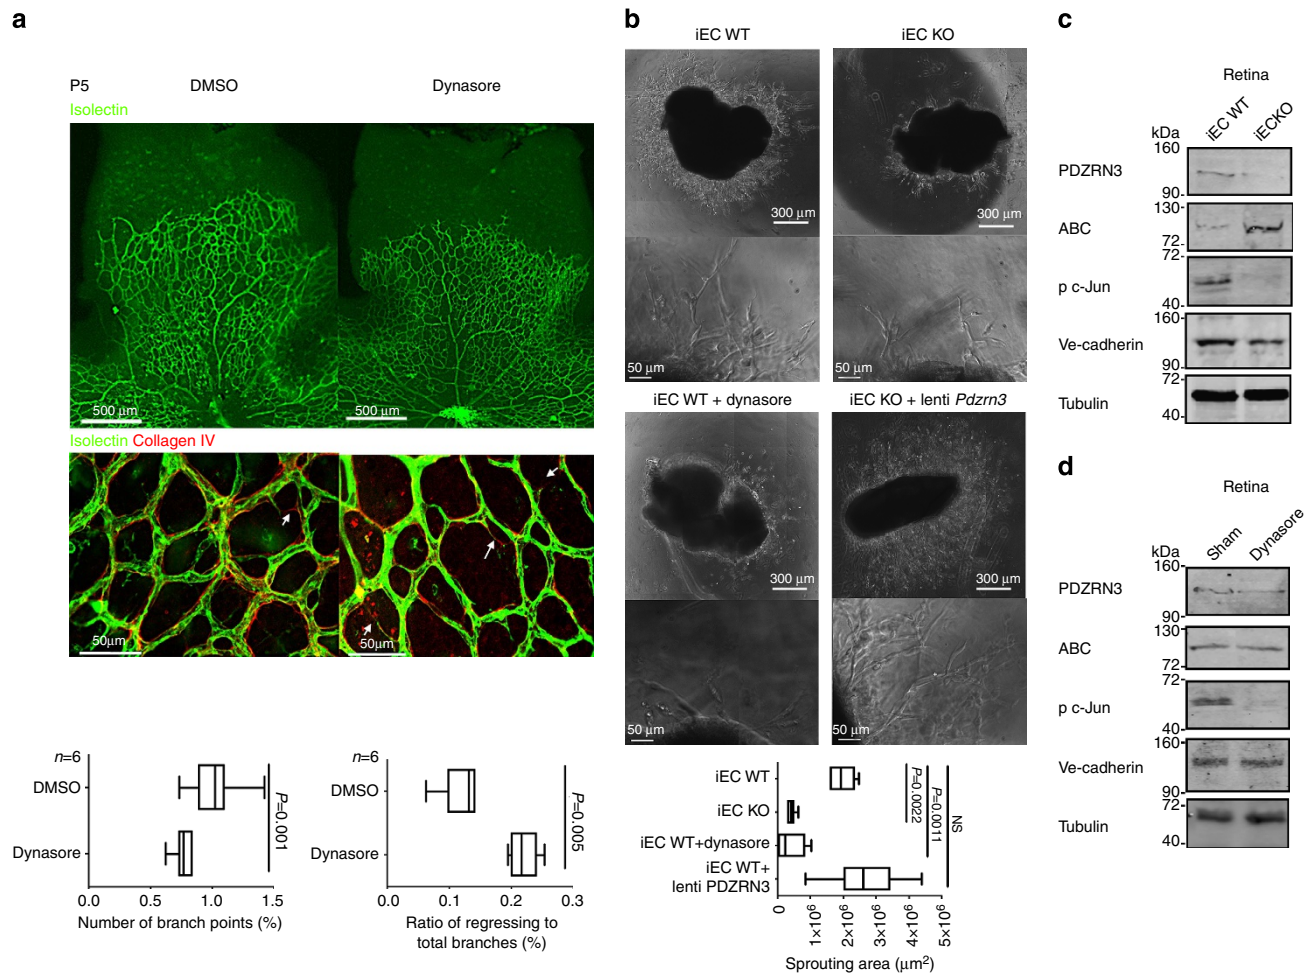 a
P5
DMSO
Dynasore
Isolectin
500 μm
500 μm
Isolectin Collagen IV
50μm
50μm
n=6
DMSO
Dynasore
P=0.001
0.0
0.5
1.0
1.5
Number of branch points (%)
n=6
DMSO
Dynasore
P=0.005
0.0
0.1
0.2
0.3
Ratio of regressing to
total branches (%)
b
iEC WT
iEC KO
300 μm
300 μm
50 μm
50 μm
iEC WT + dynasore
iEC KO + lenti Pdzrn3
300 μm
300 μm
50 μm
50 μm
iEC WT
iEC KO
iEC WT+dynasore
iEC WT+
lenti PDZRN3
P=0.0022
P=0.0011
NS
0
1×10⁶
2×10⁶
3×10⁶
4×10⁶
5×10⁶
Sprouting area (μm²)
c
Retina
iEC WT
iECKO
kDa
160
PDZRN3
90-
130-
ABC
72-
72-
p c-Jun
40-
160
Ve-cadherin
90-
72-
Tubulin
40-
d
Retina
Sham
Dynasore
kDa
160
PDZRN3
90-
130
ABC
72-
72-
p c-Jun
40-
160
Ve-cadherin
90-
72-
Tubulin
40-